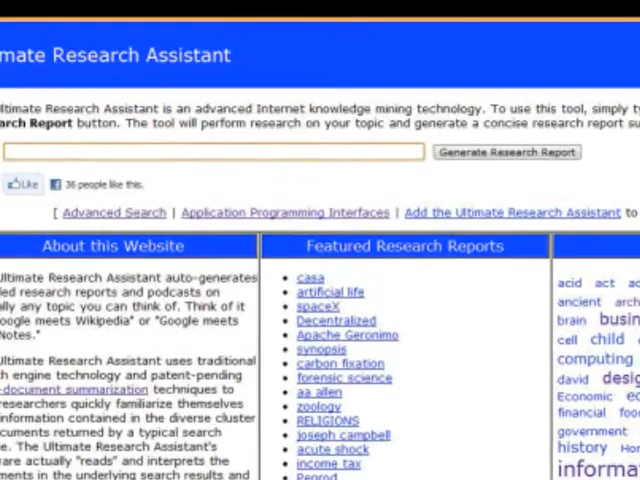 mate Research Assistant
ltimate Research Assistant is an advanced Internet knowledge mining technology. To use this tool, simply ty
arch Report button. The tool will perform research on your topic and generate a concise research report su
Generate Research Report
Like 36 people like this.
[ Advanced Search | Application Programming Interfaces | Add the Ultimate Research Assistant to
About this Website
Ultimate Research Assistant auto-generates
led research reports and podcasts on
lly any topic you can think of. Think of it
oogle meets Wikipedia" or "Google meets
Notes."
Ultimate Research Assistant uses traditional
h engine technology and patent-pending
-document summarization techniques to
researchers quickly familiarize themselves
information contained in the diverse cluster
cuments returned by a typical search
e. The Ultimate Research Assistant's
are actually "reads" and interprets the
ments in the underlying search results and
Featured Research Reports
casa
artificial life
spaceX
Decentralized
Apache Geronimo
synopsis
carbon fixation
forensic science
aa allen
zoology
RELIGIONS
joseph campbell
acute shock
income tax
Penrod
acid act ac
ancient arch
brain busin
cell child
computing
david desig
Economic ec
financial foo
government
history Hor
informa